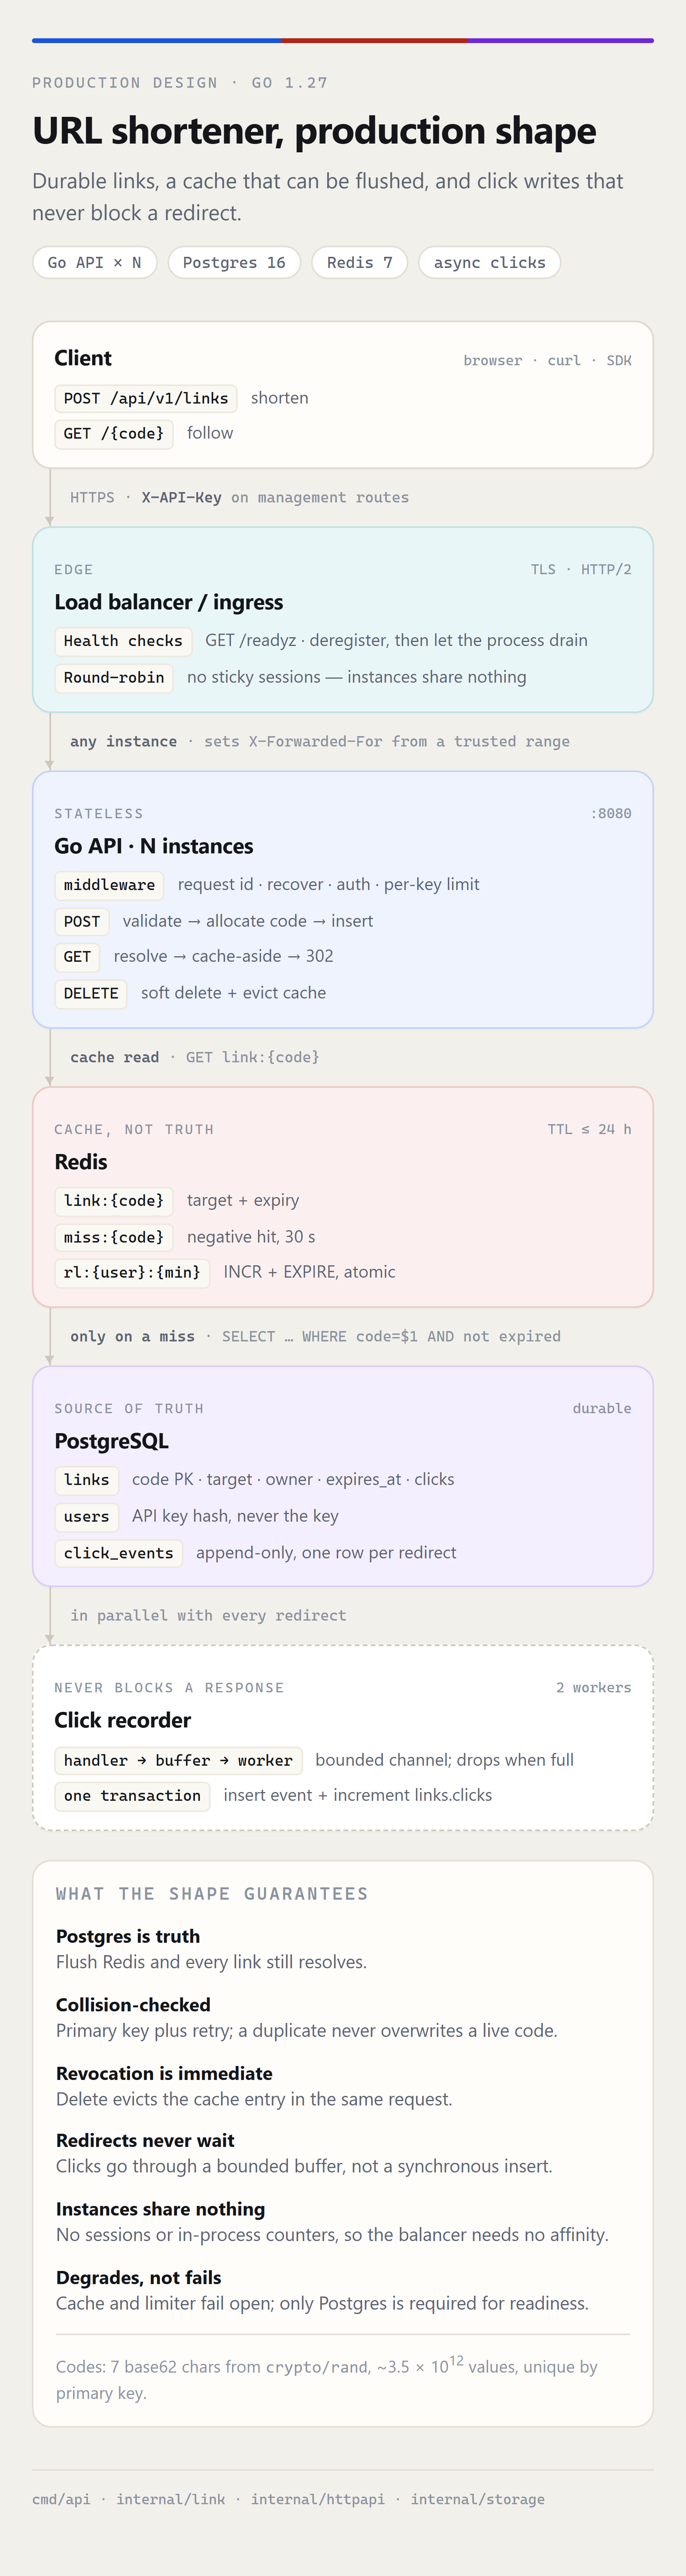 PRODUCTION DESIGN · GO 1.27
URL shortener, production shape
Durable links, a cache that can be flushed, and click writes that
never block a redirect.
Go API × N
Postgres 16
Redis 7
async clicks
Client
browser · curl · SDK
POST /api/v1/links shorten
GET /{code} follow
HTTPS · X-API-Key on management routes
EDGE
TLS · HTTP/2
Load balancer / ingress
Health checks GET /readyz · deregister, then let the process drain
Round-robin no sticky sessions — instances share nothing
any instance · sets X-Forwarded-For from a trusted range
STATELESS
:8080
Go API · N instances
middleware request id · recover · auth · per-key limit
POST validate → allocate code → insert
GET resolve → cache-aside → 302
DELETE soft delete + evict cache
cache read · GET link:{code}
CACHE, NOT TRUTH
TTL ≤ 24 h
Redis
link:{code} target + expiry
miss:{code} negative hit, 30 s
rl:{user}:{min} INCR + EXPIRE, atomic
only on a miss · SELECT … WHERE code=$1 AND not expired
SOURCE OF TRUTH
durable
PostgreSQL
links code PK · target · owner · expires_at · clicks
users API key hash, never the key
click_events append-only, one row per redirect
in parallel with every redirect
NEVER BLOCKS A RESPONSE
2 workers
Click recorder
handler → buffer → worker bounded channel; drops when full
one transaction insert event + increment links.clicks
WHAT THE SHAPE GUARANTEES
Postgres is truth
Flush Redis and every link still resolves.
Collision-checked
Primary key plus retry; a duplicate never overwrites a live code.
Revocation is immediate
Delete evicts the cache entry in the same request.
Redirects never wait
Clicks go through a bounded buffer, not a synchronous insert.
Instances share nothing
No sessions or in-process counters, so the balancer needs no affinity.
Degrades, not fails
Cache and limiter fail open; only Postgres is required for readiness.
Codes: 7 base62 chars from crypto/rand, ~3.5 × 10¹² values, unique by
primary key.
cmd/api · internal/link · internal/httpapi · internal/storage